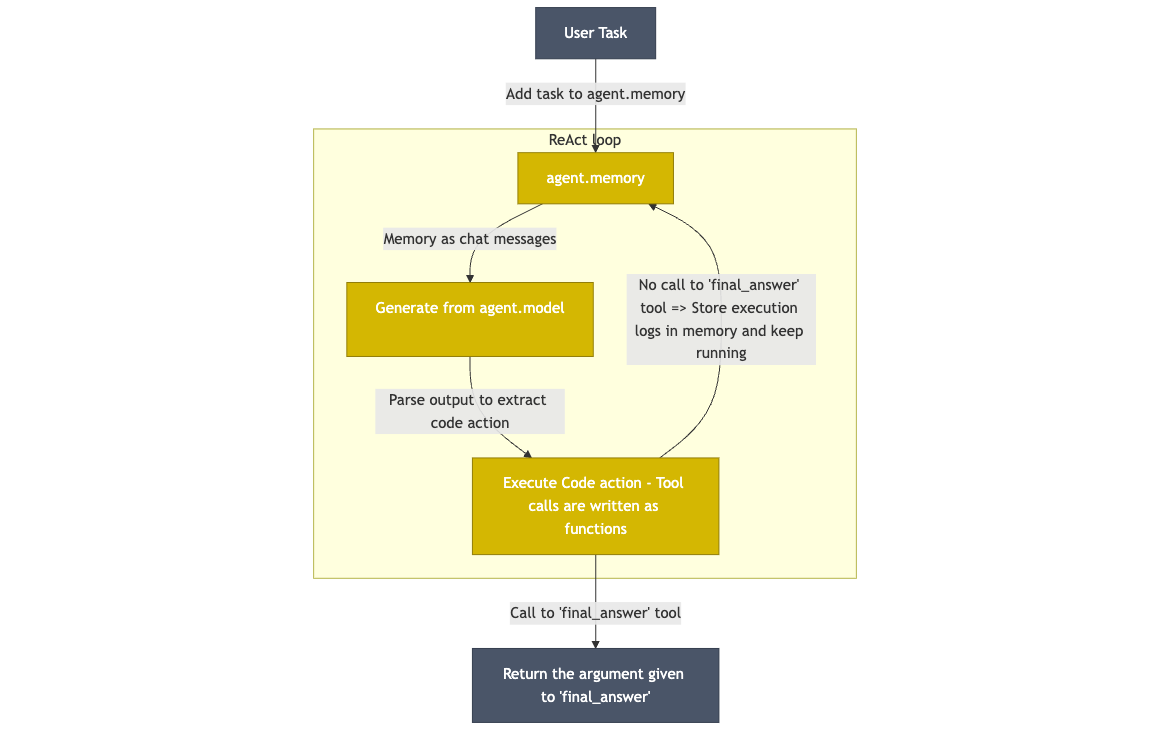 User Task
Add task to agent.memory
ReAct loop
agent.memory
Memory as chat messages
No call to 'final_answer'
tool => Store execution
logs in memory and keep
running
Generate from agent.model
Parse output to extract
code action
Execute Code action - Tool
calls are written as
functions
Call to 'final_answer' tool
Return the argument given
to 'final_answer'